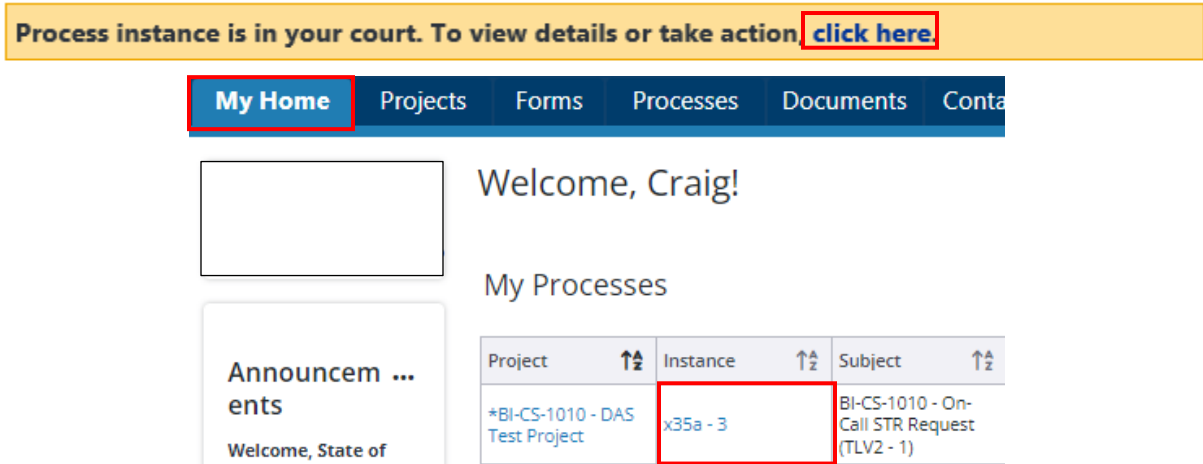 Process instance is in your court. To view details or take action, click here.
My Home Projects Forms Processes Documents Conta
Welcome, Craig!
My Processes
Announcem ...
ents
Welcome, State of
Project Instance Subject
*BI-CS-1010 - DAS
Test Project
x35a - 3
BI-CS-1010 - On-
Call STR Request
(TLV2 - 1)